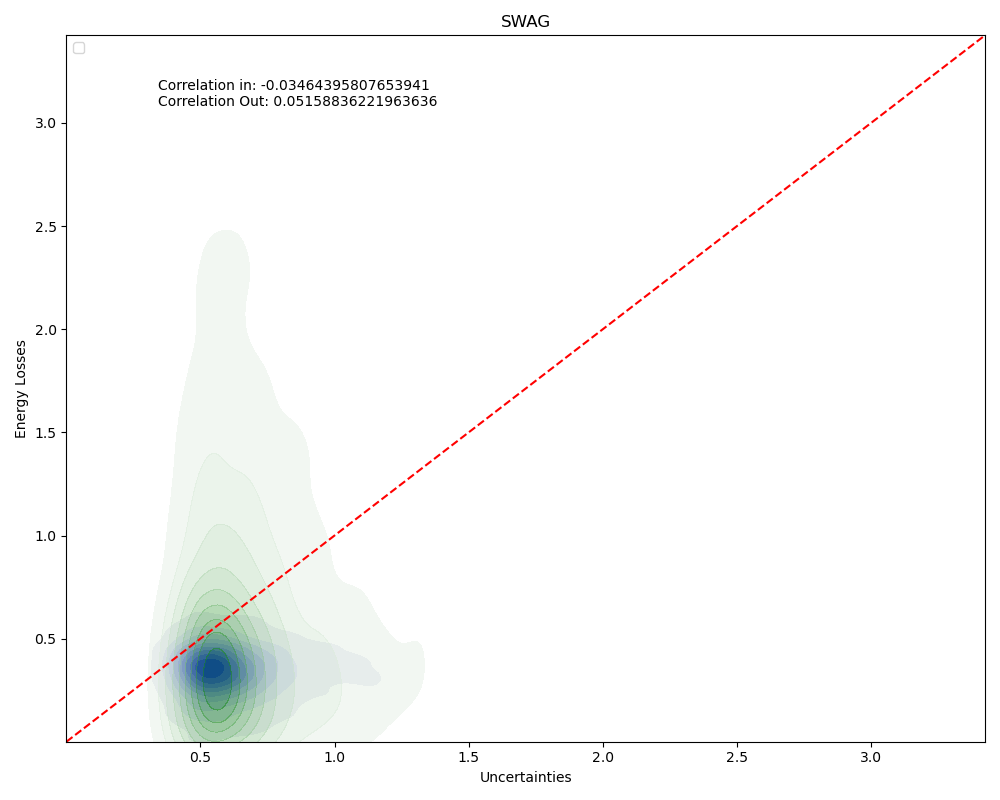 SWAG
Correlation in: -0.03464395807653941
Correlation Out: 0.05158836221963636
3.0
2.5
2.0
1.5
1.0
0.5
Energy Losses
0.5 1.0 1.5 2.0 2.5 3.0
Uncertainties